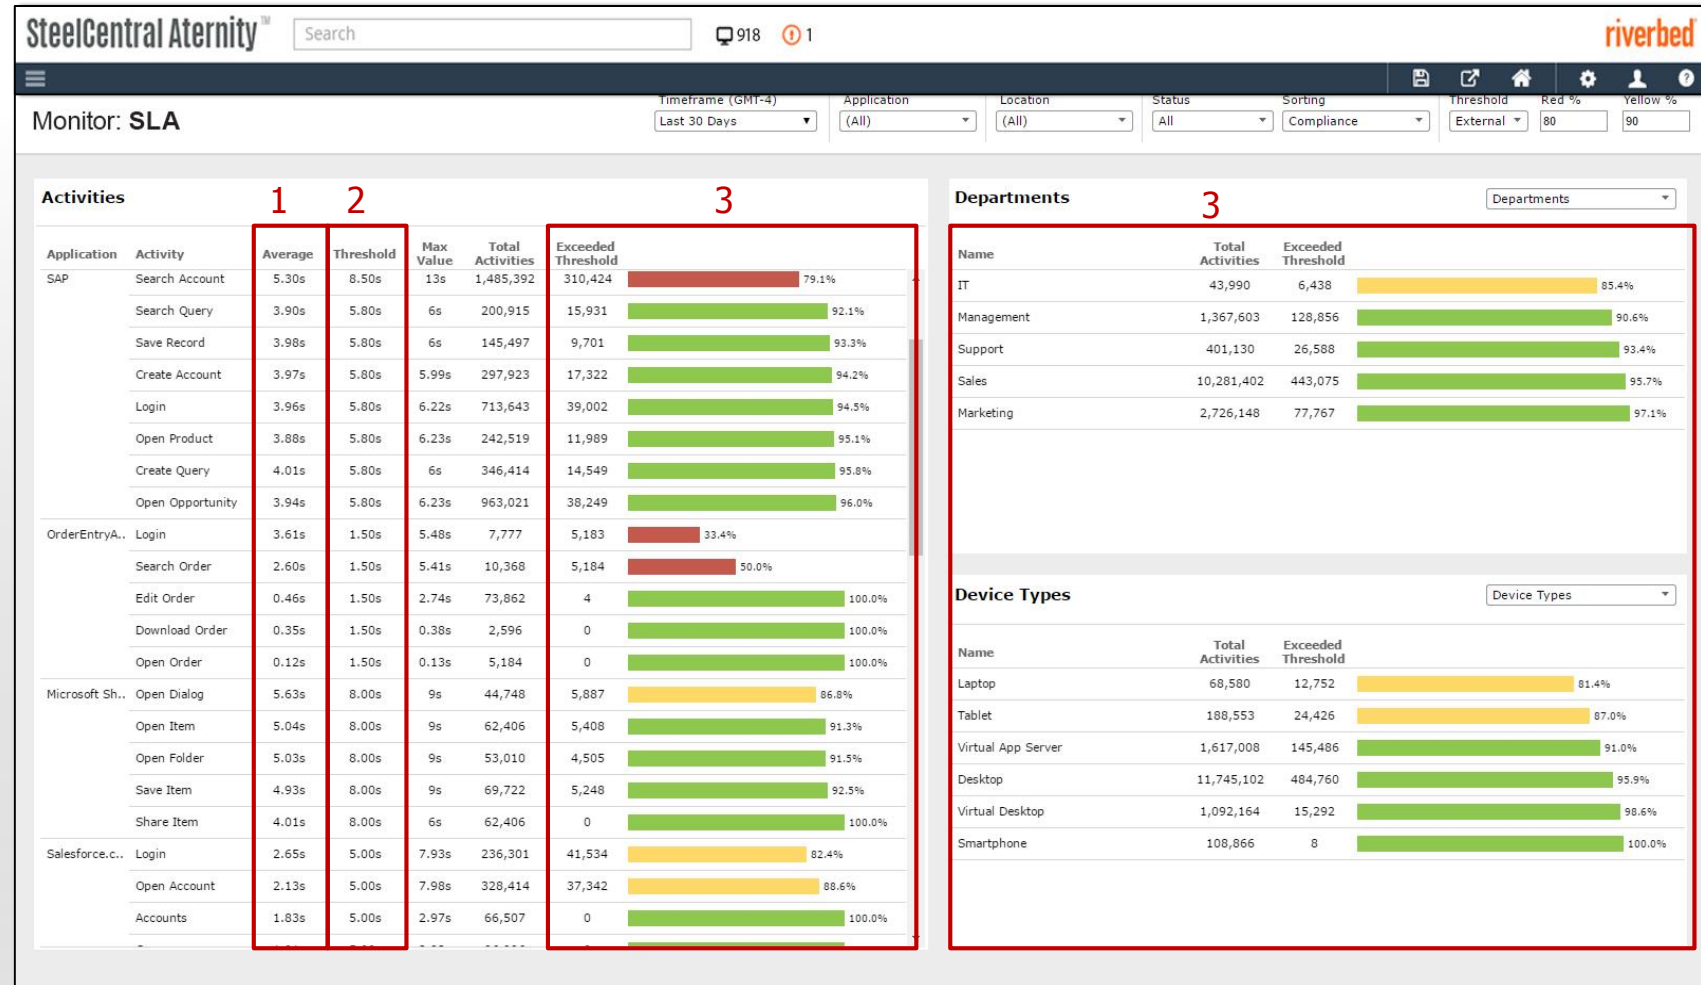 SteelCentral Aternity™ Search 918 1 riverbed
Timeframe (GMT-4) Application Location Status Sorting Threshold Red % Yellow %
Monitor: SLA Last 30 Days (All) (All) All Compliance External 80 90
Activities 1 2 3
Application Activity Average Threshold Max Value Total Activities Exceeded Threshold
SAP Search Account 5.30s 8.50s 13s 1,485,392 310,424 79.1%
Search Query 3.90s 5.80s 6s 200,915 15,931 92.1%
Save Record 3.98s 5.80s 6s 145,497 9,701 93.3%
Create Account 3.97s 5.80s 5.99s 297,923 17,322 94.2%
Login 3.96s 5.80s 6.22s 713,643 39,002 94.5%
Open Product 3.88s 5.80s 6.23s 242,519 11,989 95.1%
Create Query 4.01s 5.80s 6s 346,414 14,549 95.8%
Open Opportunity 3.94s 5.80s 6.23s 963,021 38,249 96.0%
OrderEntryA.. Login 3.61s 1.50s 5.48s 7,777 5,183 33.4%
Search Order 2.60s 1.50s 5.41s 10,368 5,184 50.0%
Edit Order 0.46s 1.50s 2.74s 73,862 4 100.0%
Download Order 0.35s 1.50s 0.38s 2,596 0 100.0%
Open Order 0.12s 1.50s 0.13s 5,184 0 100.0%
Microsoft Sh.. Open Dialog 5.63s 8.00s 9s 44,748 5,887 86.8%
Open Item 5.04s 8.00s 9s 62,406 5,408 91.3%
Open Folder 5.03s 8.00s 9s 53,010 4,505 91.5%
Save Item 4.93s 8.00s 9s 69,722 5,248 92.5%
Share Item 4.01s 8.00s 6s 62,406 0 100.0%
Salesforce.c.. Login 2.65s 5.00s 7.93s 236,301 41,534 82.4%
Open Account 2.13s 5.00s 7.98s 328,414 37,342 88.6%
Accounts 1.83s 5.00s 2.97s 66,507 0 100.0%
Departments 3 Departments
Name Total Activities Exceeded Threshold
IT 43,990 6,438 85.4%
Management 1,367,603 128,856 90.6%
Support 401,130 26,588 93.4%
Sales 10,281,402 443,075 95.7%
Marketing 2,726,148 77,767 97.1%
Device Types Device Types
Name Total Activities Exceeded Threshold
Laptop 68,580 12,752 81.4%
Tablet 188,553 24,426 87.0%
Virtual App Server 1,617,008 145,486 91.0%
Desktop 11,745,102 484,760 95.9%
Virtual Desktop 1,092,164 15,292 98.6%
Smartphone 108,866 8 100.0%